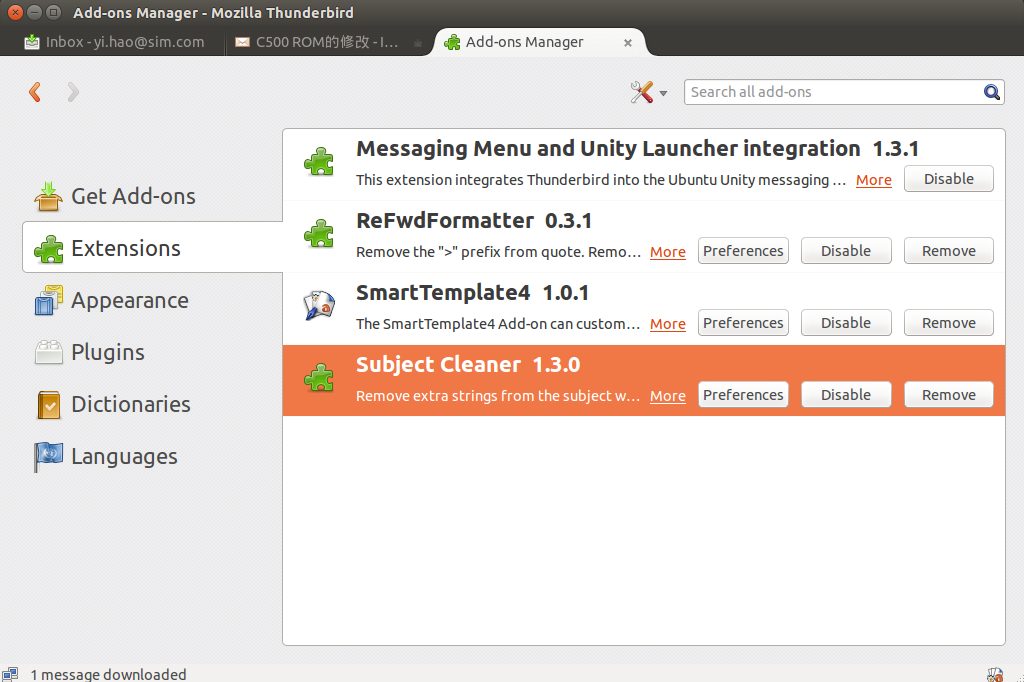 Add-ons Manager - Mozilla Thunderbird
Inbox - yi.hao@sim.com
C500 ROM的修改 - I...
Add-ons Manager
Search all add-ons
Get Add-ons
Extensions
Appearance
Plugins
Dictionaries
Languages
Messaging Menu and Unity Launcher integration 1.3.1
This extension integrates Thunderbird into the Ubuntu Unity messaging ... More Disable
ReFwdFormatter 0.3.1
Remove the ">" prefix from quote. Remo... More Preferences Disable Remove
SmartTemplate4 1.0.1
The SmartTemplate4 Add-on can custom... More Preferences Disable Remove
Subject Cleaner 1.3.0
Remove extra strings from the subject w... More Preferences Disable Remove
1 message downloaded